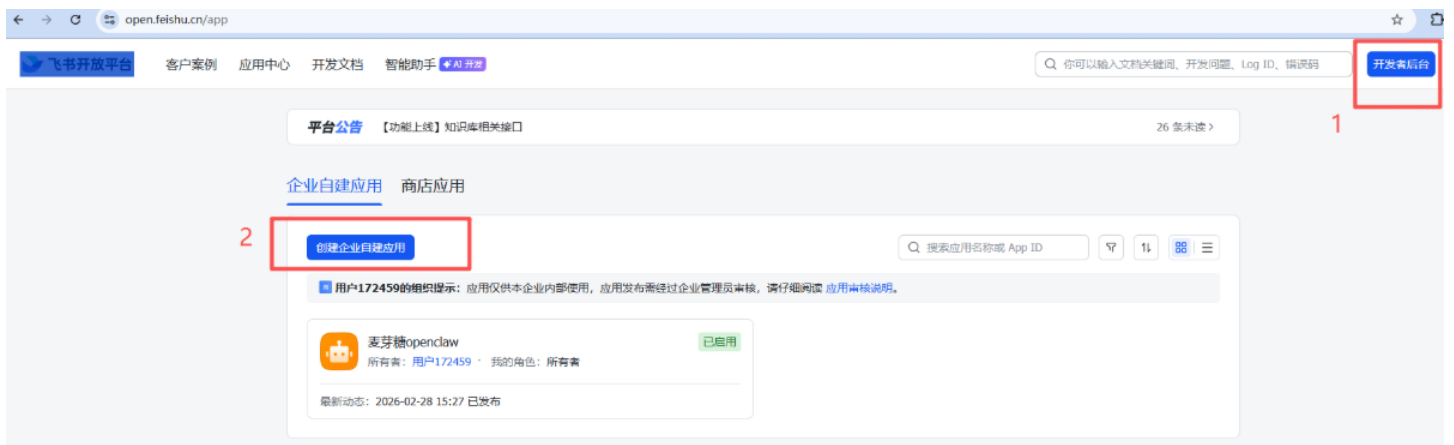 open.feishu.cn/app
飞书开放平台 客户案例 应用中心 开发文档 智能助手 AI 开发 你可以输入文档关键词、开发问题、Log ID、错误码 开发者后台
1
平台公告 【功能上线】知识库相关接口 26 条未读 >
企业自建应用 商店应用
2
创建企业自建应用 搜索应用名称或 App ID
用户172459的组织提示：应用仅供本企业内部使用，应用发布需经过企业管理员审核，请仔细阅读 应用审核说明。
麦芽糖openclaw 已启用
所有者：用户172459 · 我的角色：所有者
最新动态：2026-02-28 15:27 已发布